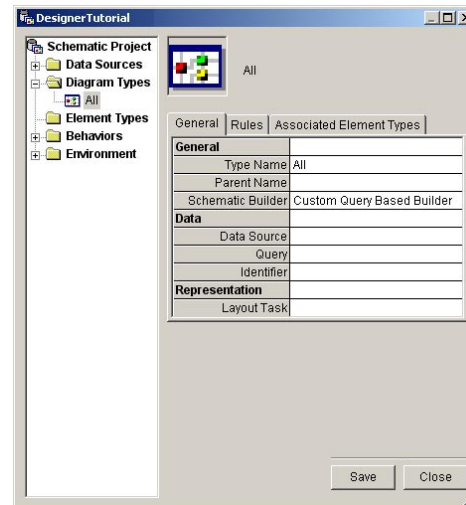 DesignerTutorial
Schematic Project
Data Sources
Diagram Types
All
Element Types
Behaviors
Environment
All
General Rules Associated Element Types
General
Type Name All
Parent Name
Schematic Builder Custom Query Based Builder
Data
Data Source
Query
Identifier
Representation
Layout Task
Save Close